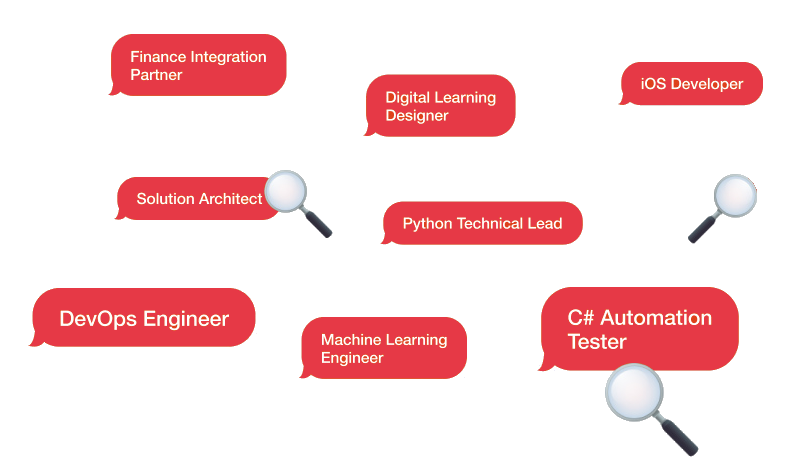 Finance Integration
Partner
Digital Learning
Designer
iOS Developer
Solution Architect
Python Technical Lead
DevOps Engineer
Machine Learning
Engineer
C# Automation
Tester